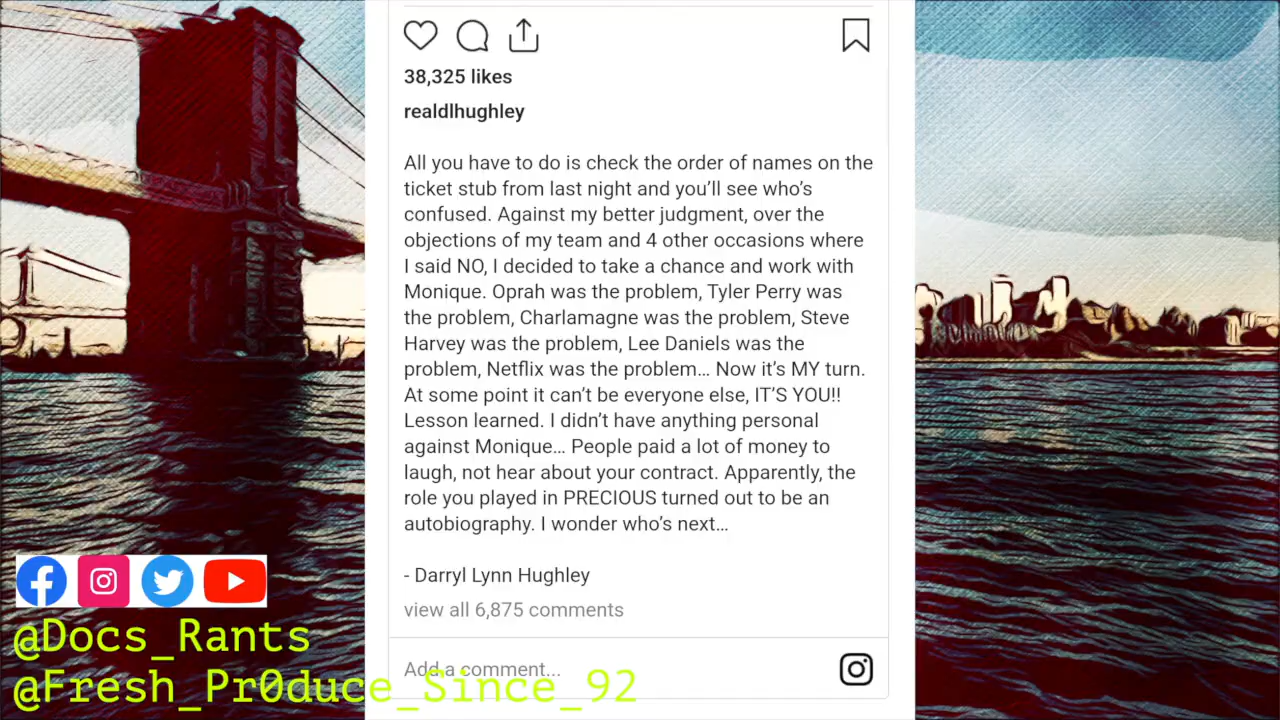 38,325 likes
realdlhughley
All you have to do is check the order of names on the
ticket stub from last night and you’ll see who’s
confused. Against my better judgment, over the
objections of my team and 4 other occasions where
I said NO, I decided to take a chance and work with
Monique. Oprah was the problem, Tyler Perry was
the problem, Charlamagne was the problem, Steve
Harvey was the problem, Lee Daniels was the
problem, Netflix was the problem… Now it’s MY turn.
At some point it can’t be everyone else, IT’S YOU!!
Lesson learned. I didn’t have anything personal
against Monique… People paid a lot of money to
laugh, not hear about your contract. Apparently, the
role you played in PRECIOUS turned out to be an
autobiography. I wonder who’s next…
- Darryl Lynn Hughley
view all 6,875 comments
Add a comment...
@Docs_Rants
@Fresh_Pr0duce_Since_92